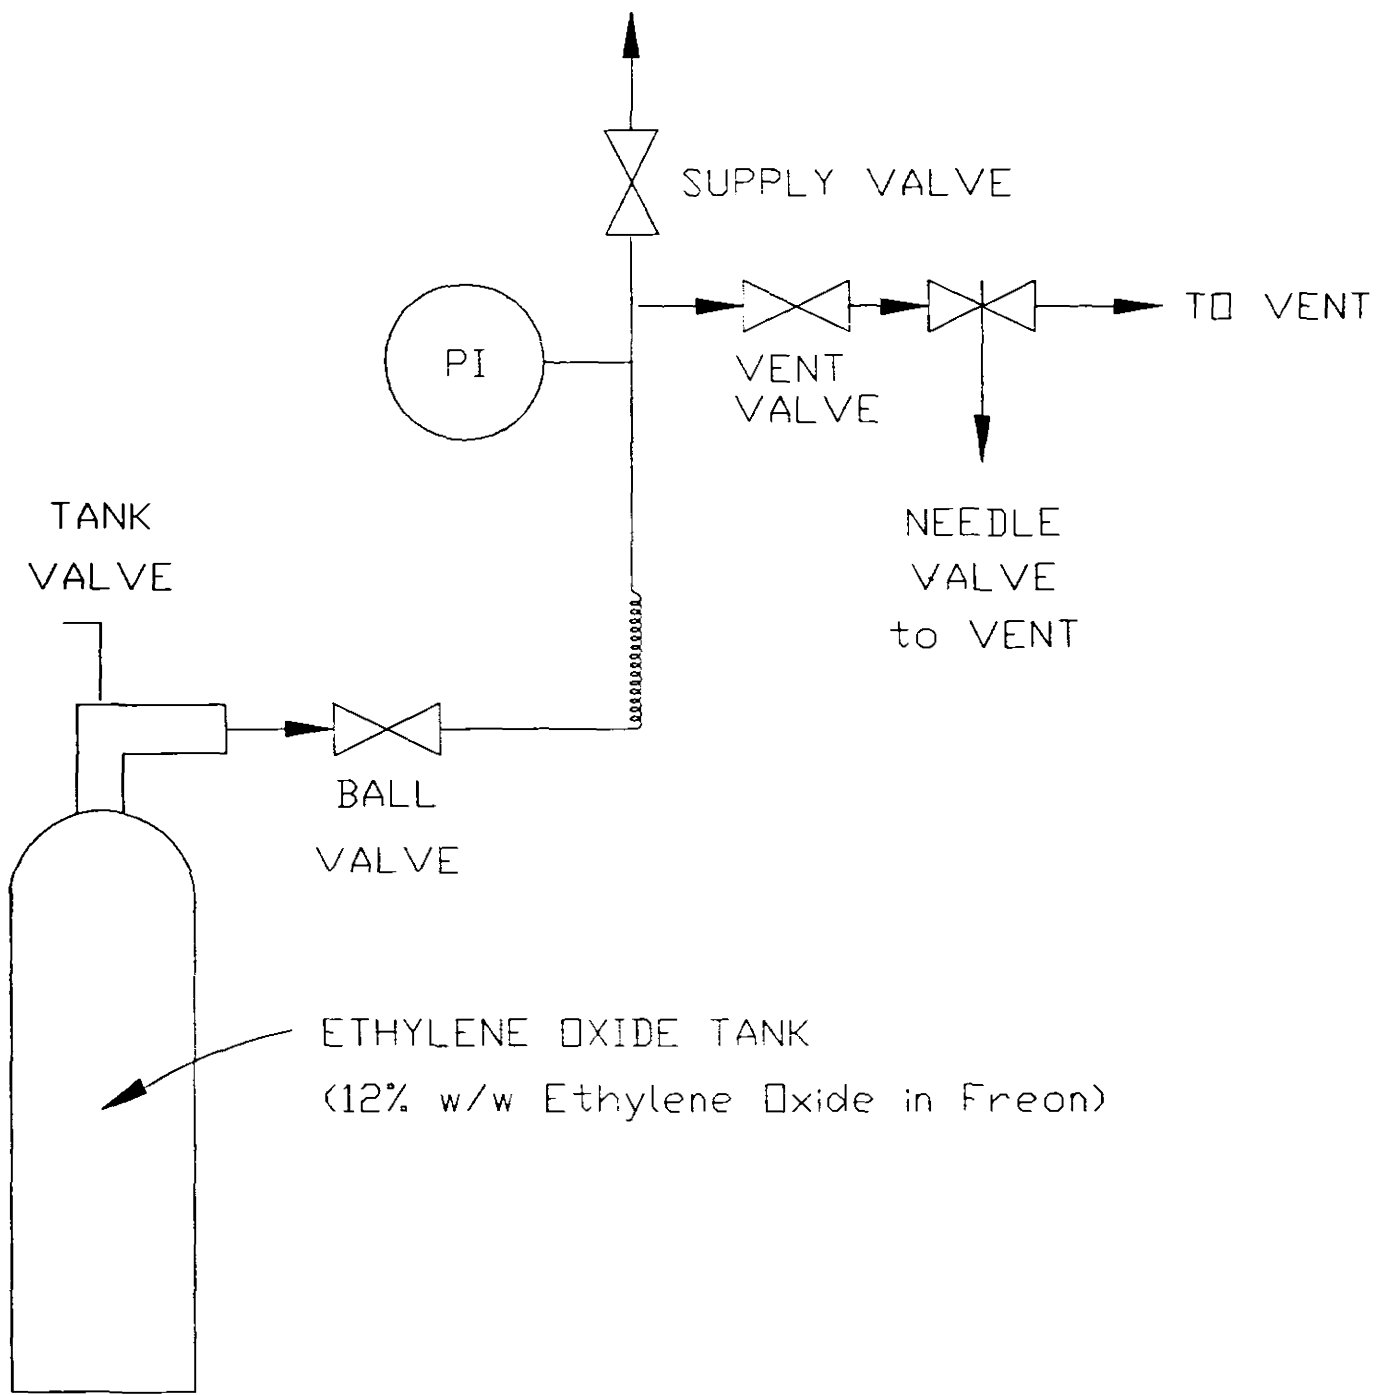 SUPPLY VALVE
TO VENT
PI
VENT
VALVE
TANK
VALVE
NEEDLE
VALVE
to VENT
BALL
VALVE
ETHYLENE OXIDE TANK
(12% w/w Ethylene Oxide in Freon)